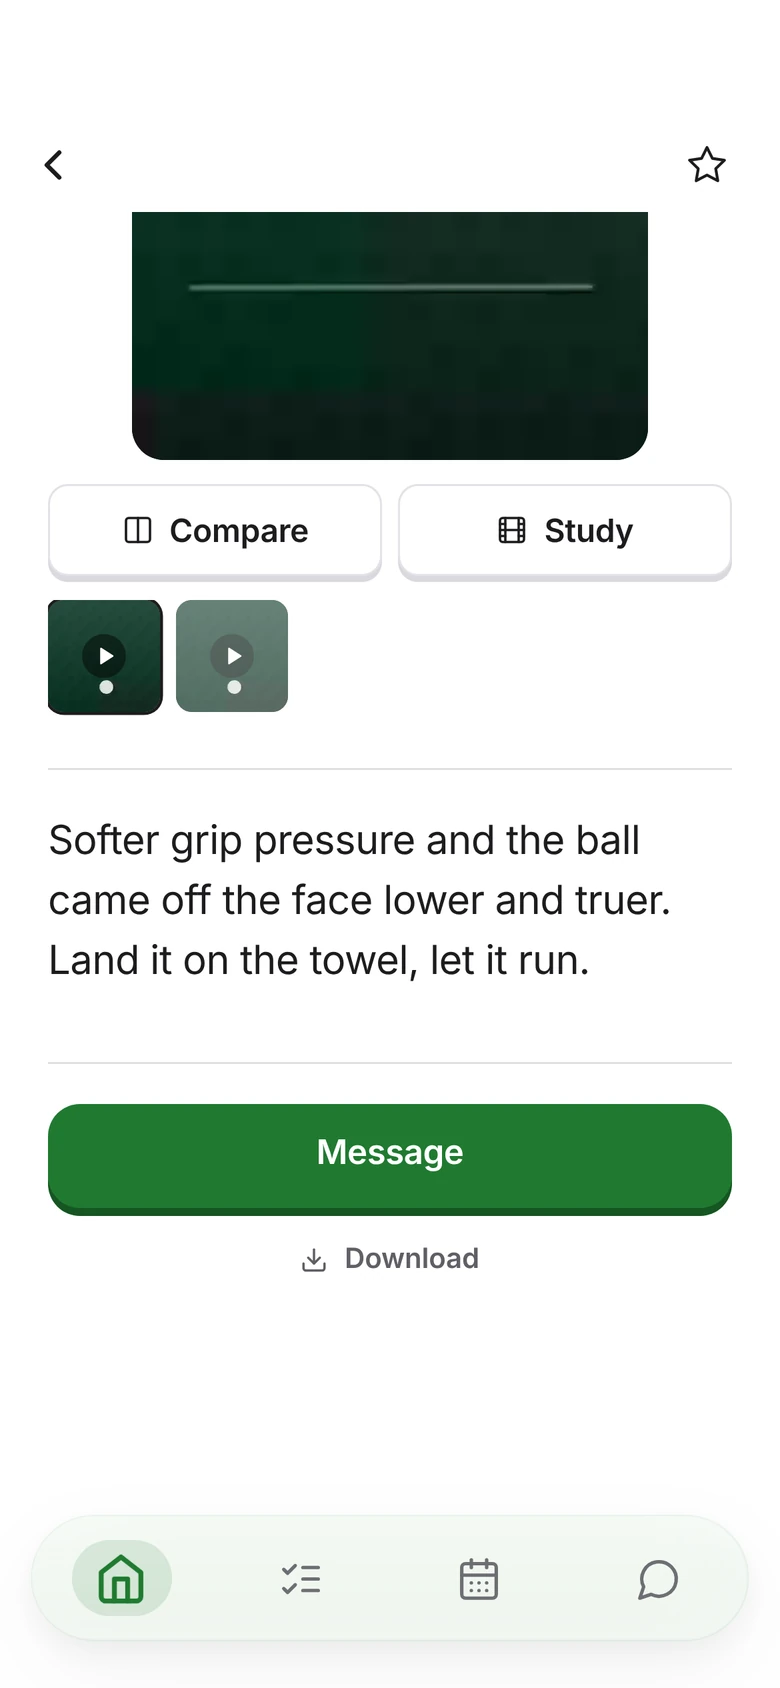 Compare
Study
Softer grip pressure and the ball
came off the face lower and truer.
Land it on the towel, let it run.
Message
Download